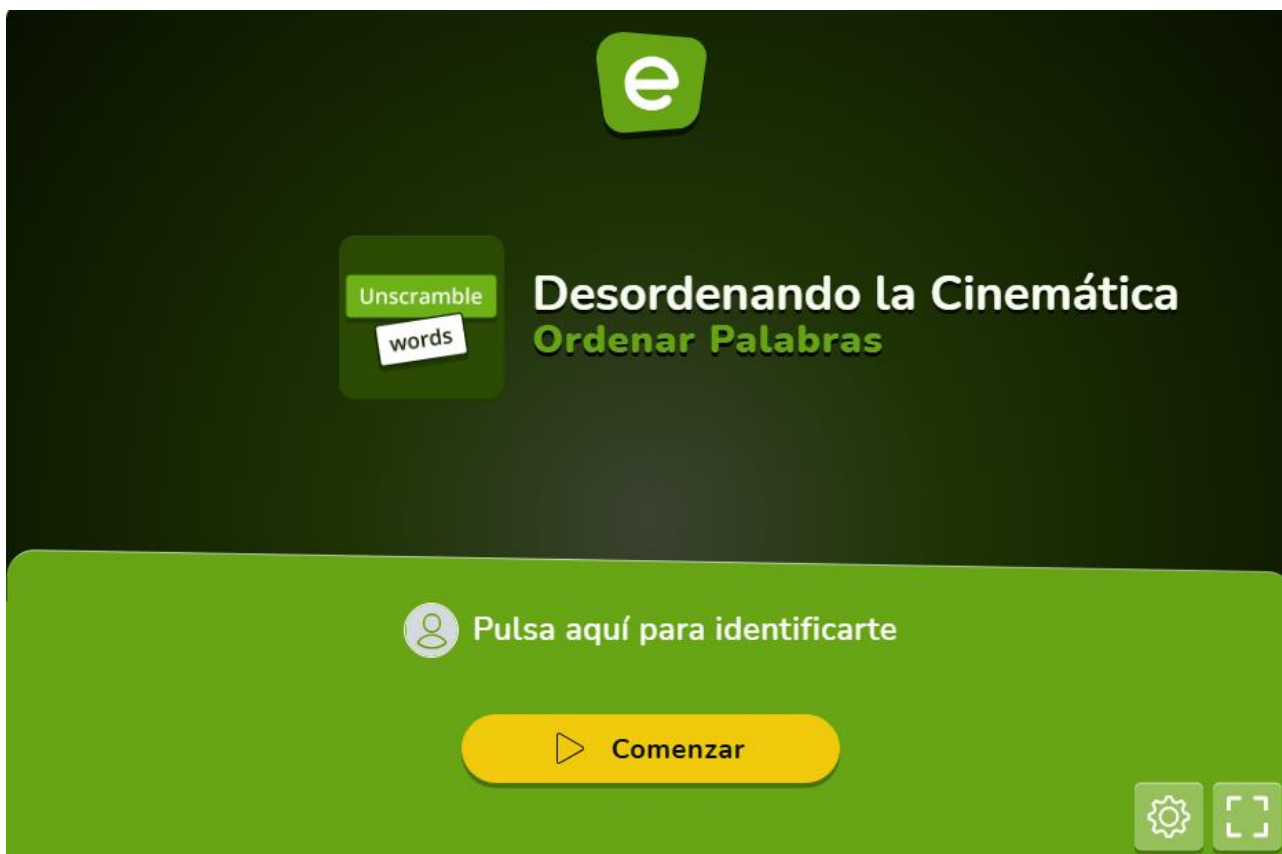 e
Unscramble
words
Desordenando la Cinemática
Ordenar Palabras
Pulsa aquí para identificarte
Comenzar